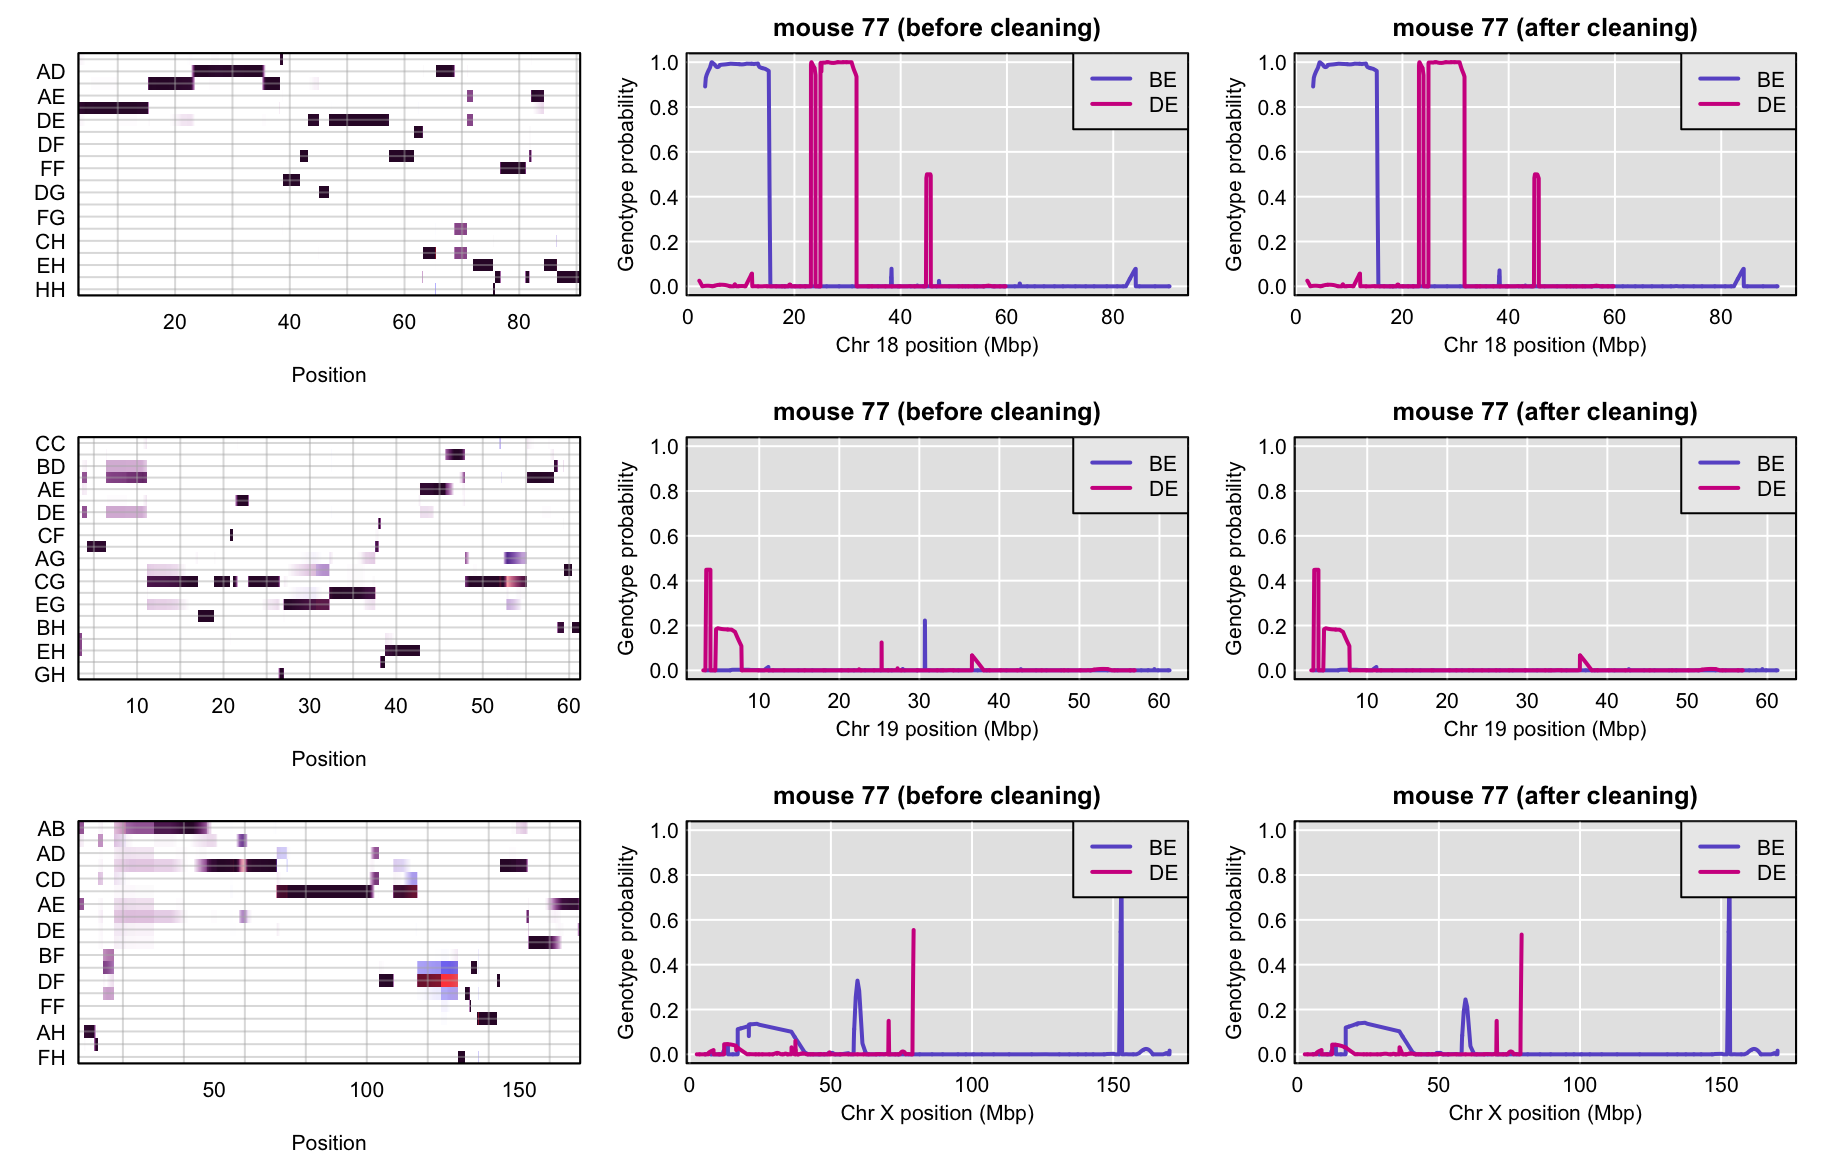 mouse 77 (before cleaning)
mouse 77 (after cleaning)
AD
AE
DE
DF
FF
DG
FG
CH
EH
HH
20 40 60 80
Position
Genotype probability
1.0
0.8
0.6
0.4
0.2
0.0
BE
DE
0 20 40 60 80
Chr 18 position (Mbp)
Genotype probability
1.0
0.8
0.6
0.4
0.2
0.0
BE
DE
0 20 40 60 80
Chr 18 position (Mbp)
mouse 77 (before cleaning)
mouse 77 (after cleaning)
CC
BD
AE
DE
CF
AG
CG
EG
BH
EH
GH
10 20 30 40 50 60
Position
Genotype probability
1.0
0.8
0.6
0.4
0.2
0.0
BE
DE
10 20 30 40 50 60
Chr 19 position (Mbp)
Genotype probability
1.0
0.8
0.6
0.4
0.2
0.0
BE
DE
10 20 30 40 50 60
Chr 19 position (Mbp)
mouse 77 (before cleaning)
mouse 77 (after cleaning)
AB
AD
CD
AE
DE
BF
DF
FF
AH
FH
50 100 150
Position
Genotype probability
1.0
0.8
0.6
0.4
0.2
0.0
BE
DE
0 50 100 150
Chr X position (Mbp)
Genotype probability
1.0
0.8
0.6
0.4
0.2
0.0
BE
DE
0 50 100 150
Chr X position (Mbp)